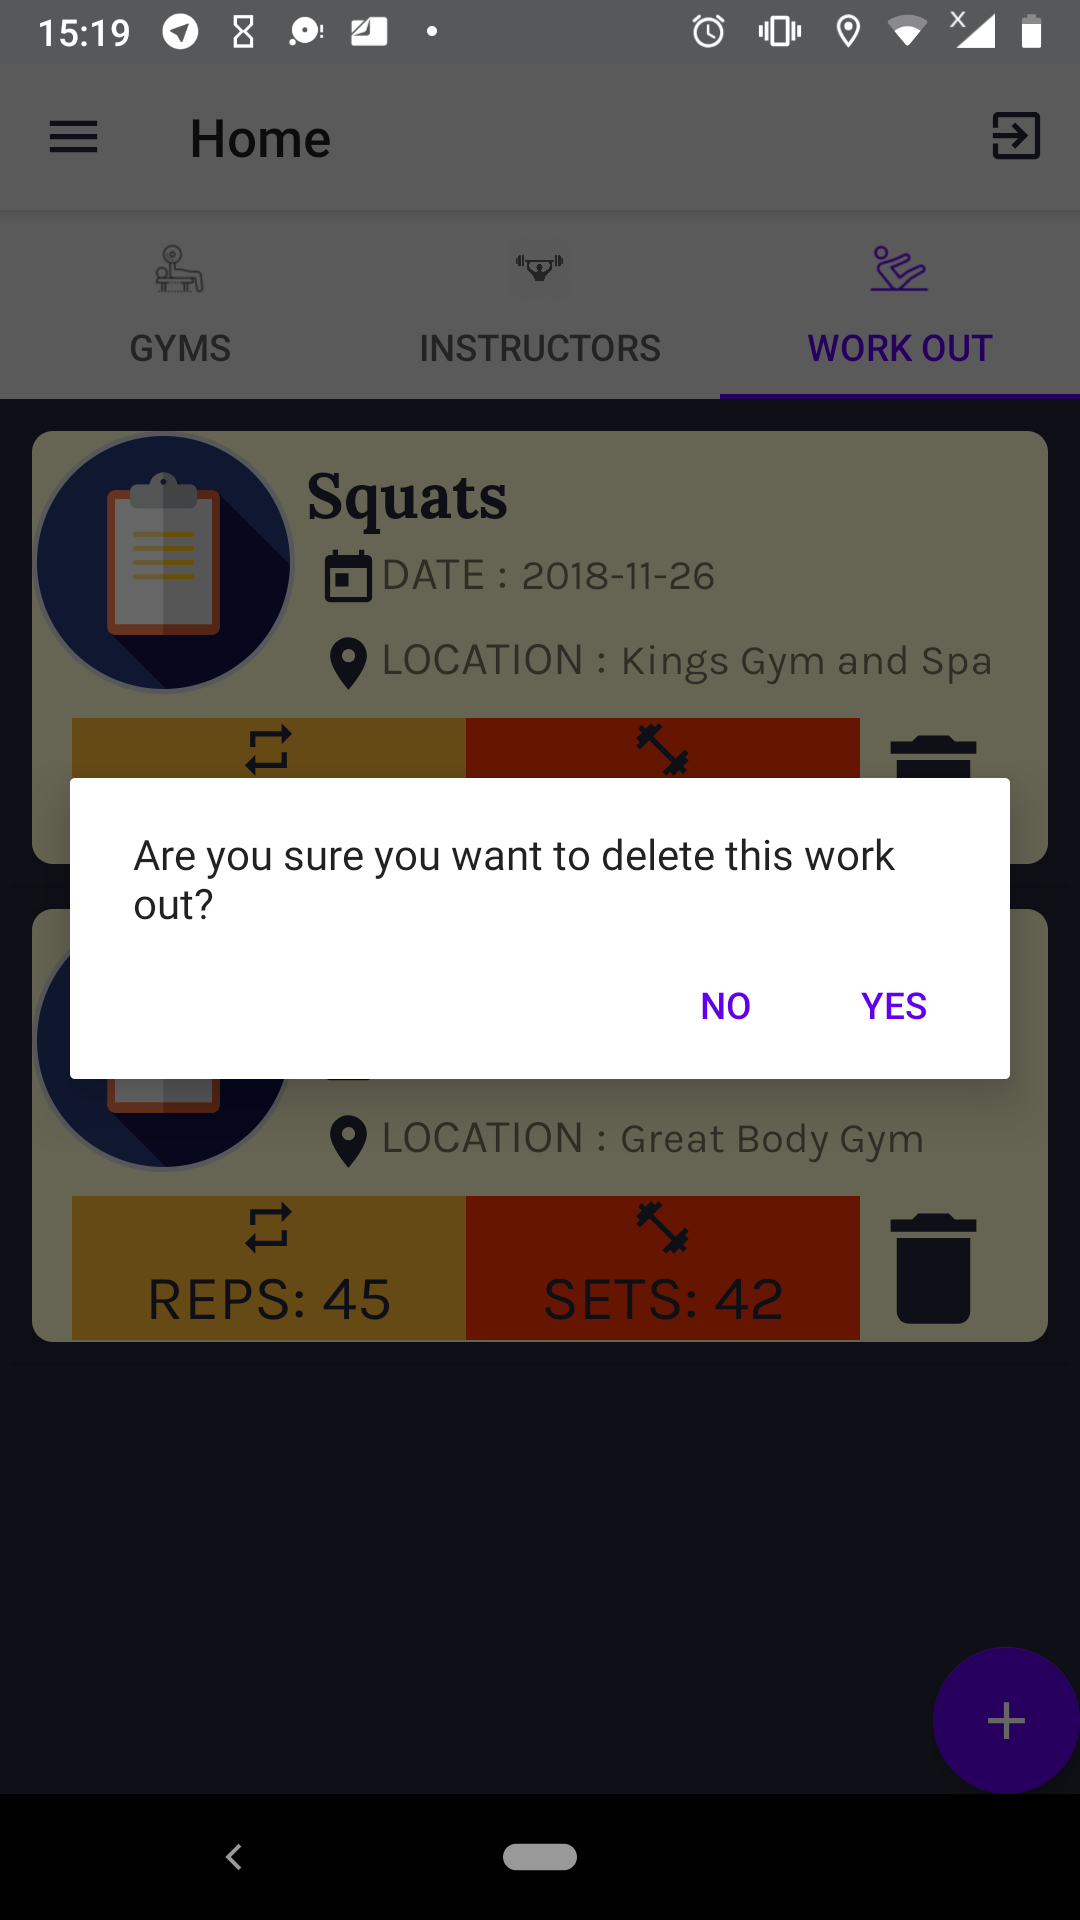 15:19
Home
GYMS
INSTRUCTORS
WORK OUT
Squats
DATE : 2018-11-26
LOCATION : Kings Gym and Spa
Are you sure you want to delete this work
out?
NO
YES
LOCATION : Great Body Gym
REPS: 45
SETS: 42